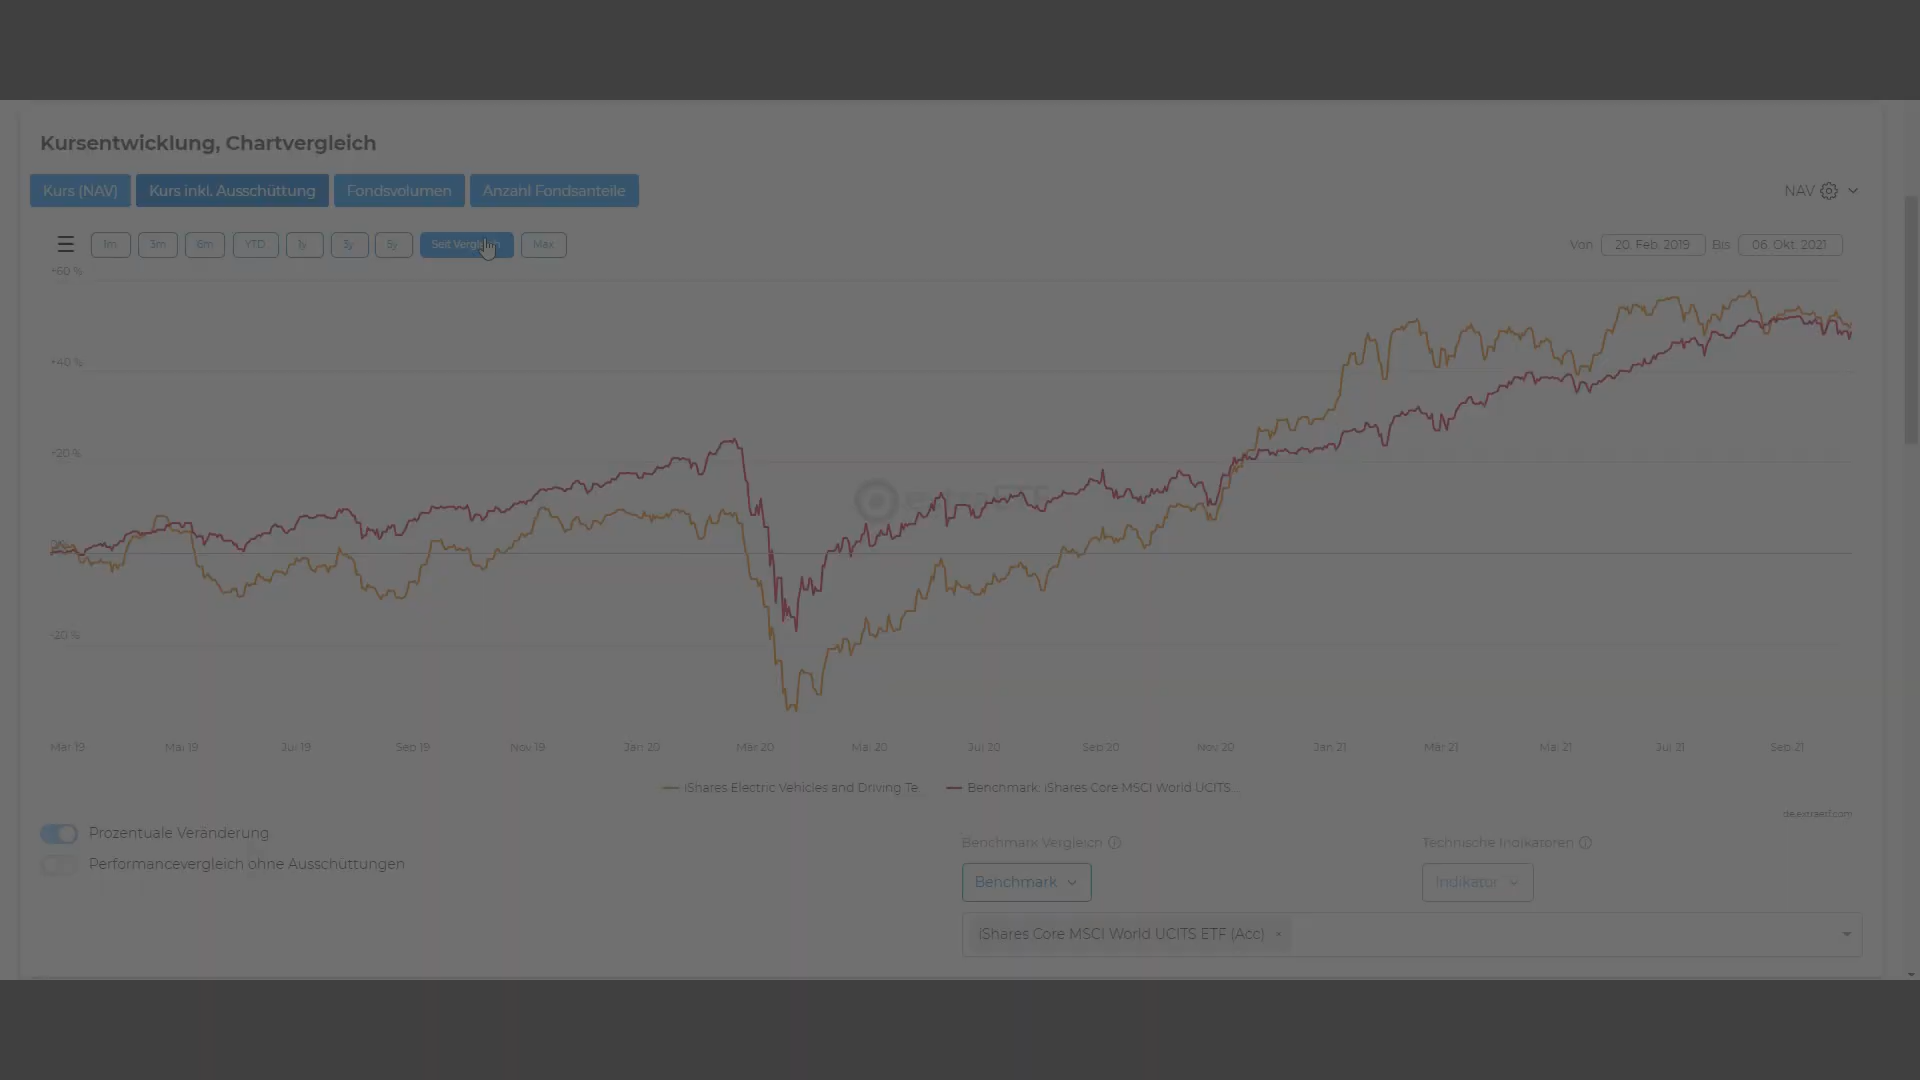 Kursentwicklung, Chartvergleich
Kurs (NAV) Kurs inkl. Ausschüttung Fondsvolumen Anzahl Fondsanteile NAV
1m 3m 6m YTD 1y 3y 5y Seit Vergleich Max Von 20. Feb. 2019 Bis 06. Okt. 2021
+60 %
+40 %
+20 %
0%
-20 %
extraETF
Mär 19 Mai 19 Jul 19 Sep 19 Nov 19 Jan 20 Mär 20 Mai 20 Jul 20 Sep 20 Nov 20 Jan 21 Mär 21 Mai 21 Jul 21 Sep 21
iShares Electric Vehicles and Driving Te... Benchmark: iShares Core MSCI World UCITS...
de.extraetf.com
Prozentuale Veränderung
Performancevergleich ohne Ausschüttungen
Benchmark Vergleich Technische Indikatoren
Benchmark Indikator
iShares Core MSCI World UCITS ETF (Acc) ×